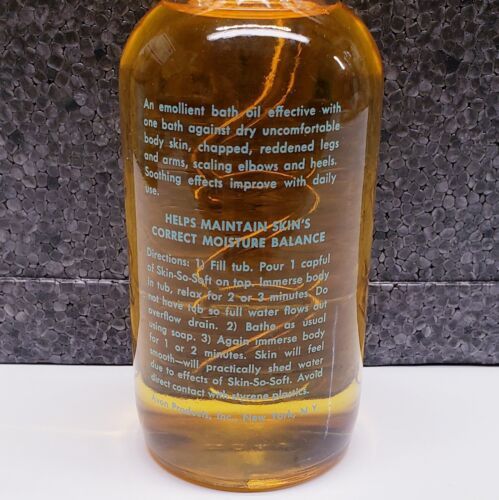 An emollient bath oil effective with
one bath against dry uncomfortable
body skin, chapped, reddened legs
and arms, scaling elbows and heels.
Soothing effects improve with daily
use.
HELPS MAINTAIN SKIN'S
CORRECT MOISTURE BALANCE
Directions: 1) Fill tub. Pour 1 capful
of Skin-So-Soft on top. Immerse body
in tub, relax for 2 or 3 minutes. Do
not have tub so full water flows out
overflow drain. 2) Bathe as usual
using soap. 3) Again immerse body
for 1 or 2 minutes. Skin will feel
smooth—will practically shed water
due to effects of Skin-So-Soft. Avoid
direct contact with styrene plastics.
Avon Products, Inc., New York, N.Y.